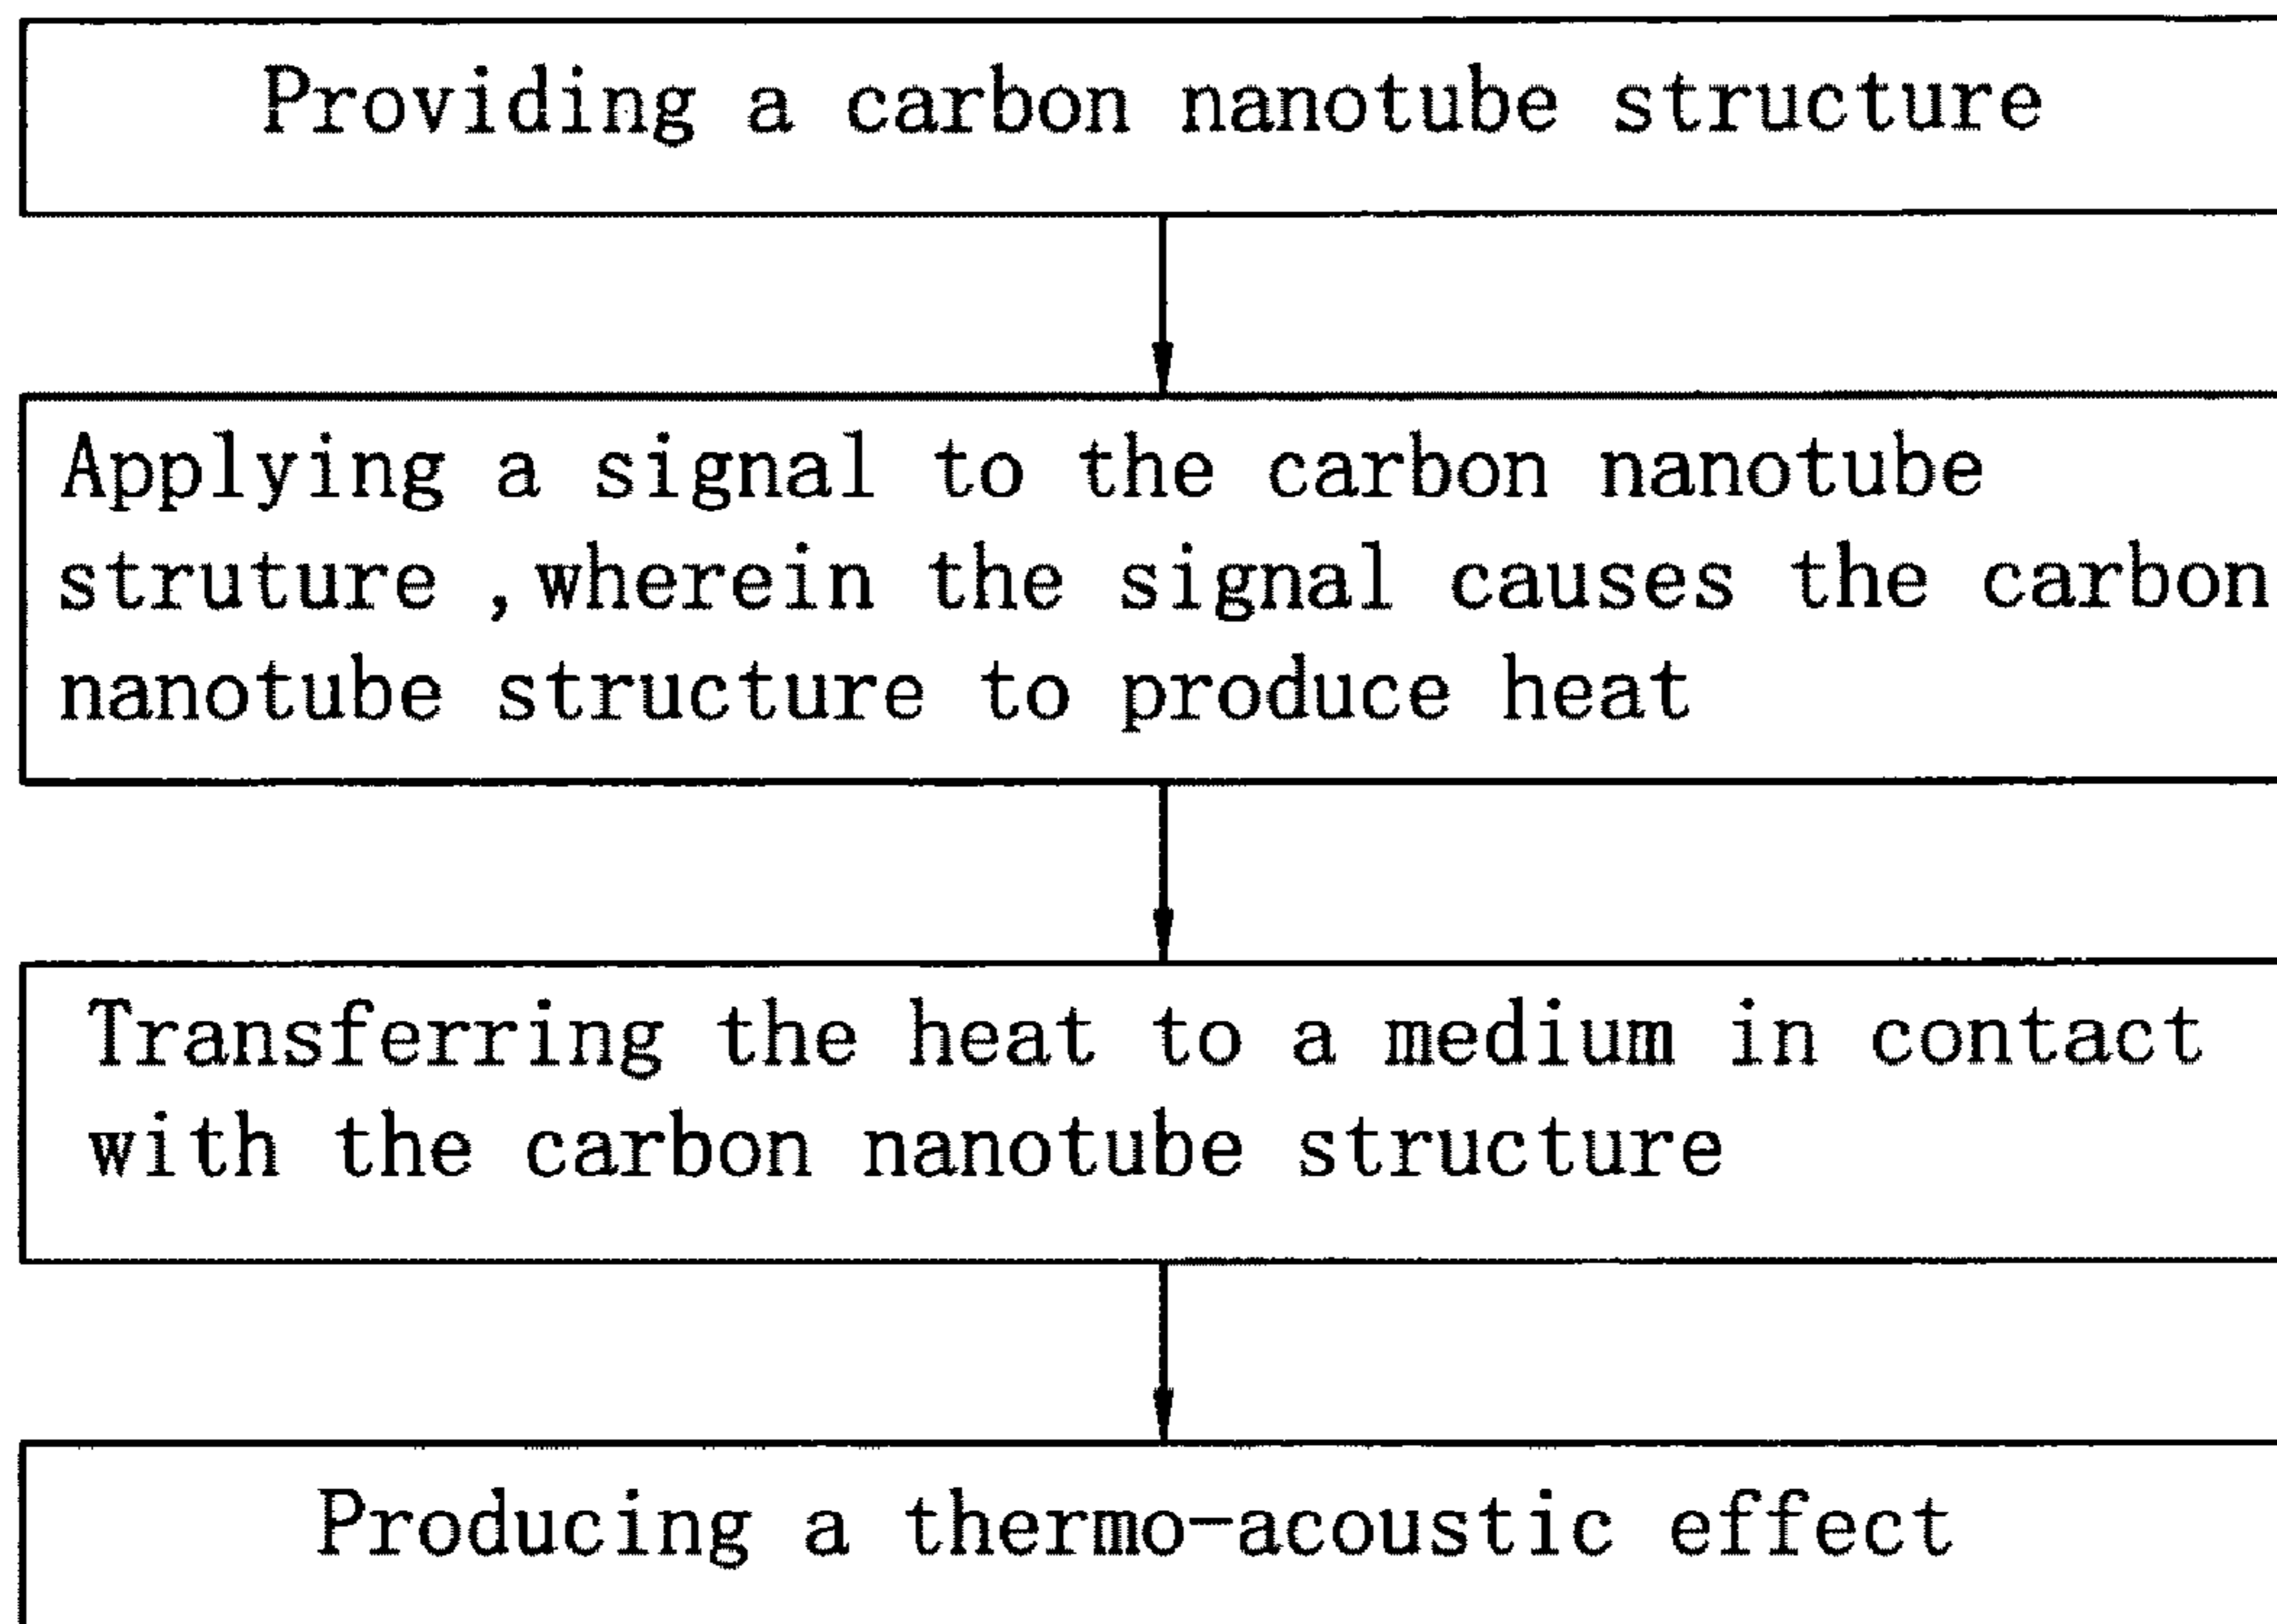 Providing a carbon nanotube structure
Applying a signal to the carbon nanotube
struture ,wherein the signal causes the carbon
nanotube structure to produce heat
Transferring the heat to a medium in contact
with the carbon nanotube structure
Producing a thermo-acoustic effect